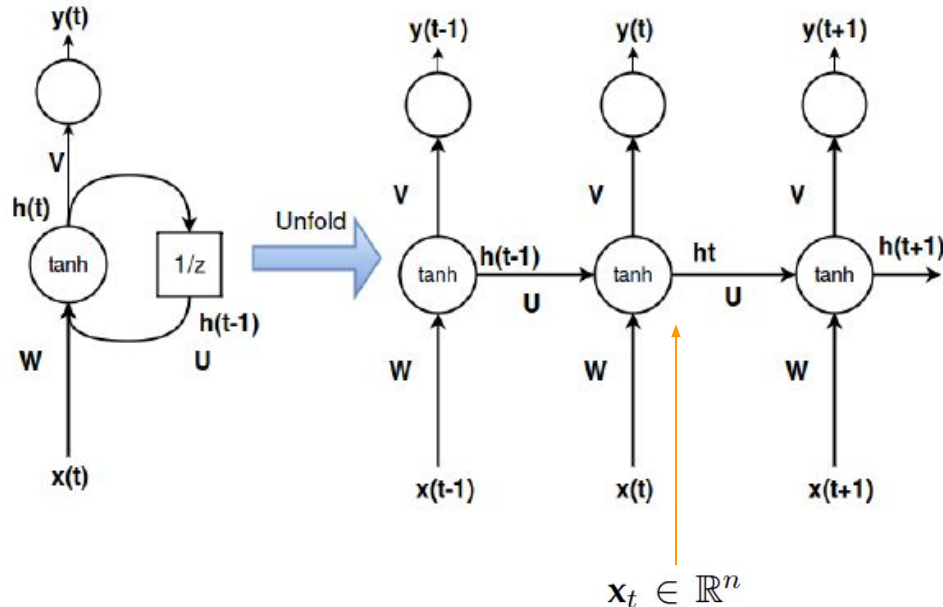 y(t)
V
h(t)
tanh
1/z
h(t-1)
W
U
x(t)
Unfold
y(t-1)
y(t)
y(t+1)
V
V
V
tanh
h(t-1)
tanh
ht
tanh
h(t+1)
U
U
W
W
W
x(t-1)
x(t)
x(t+1)
𝐱ₜ ∈ ℝⁿ